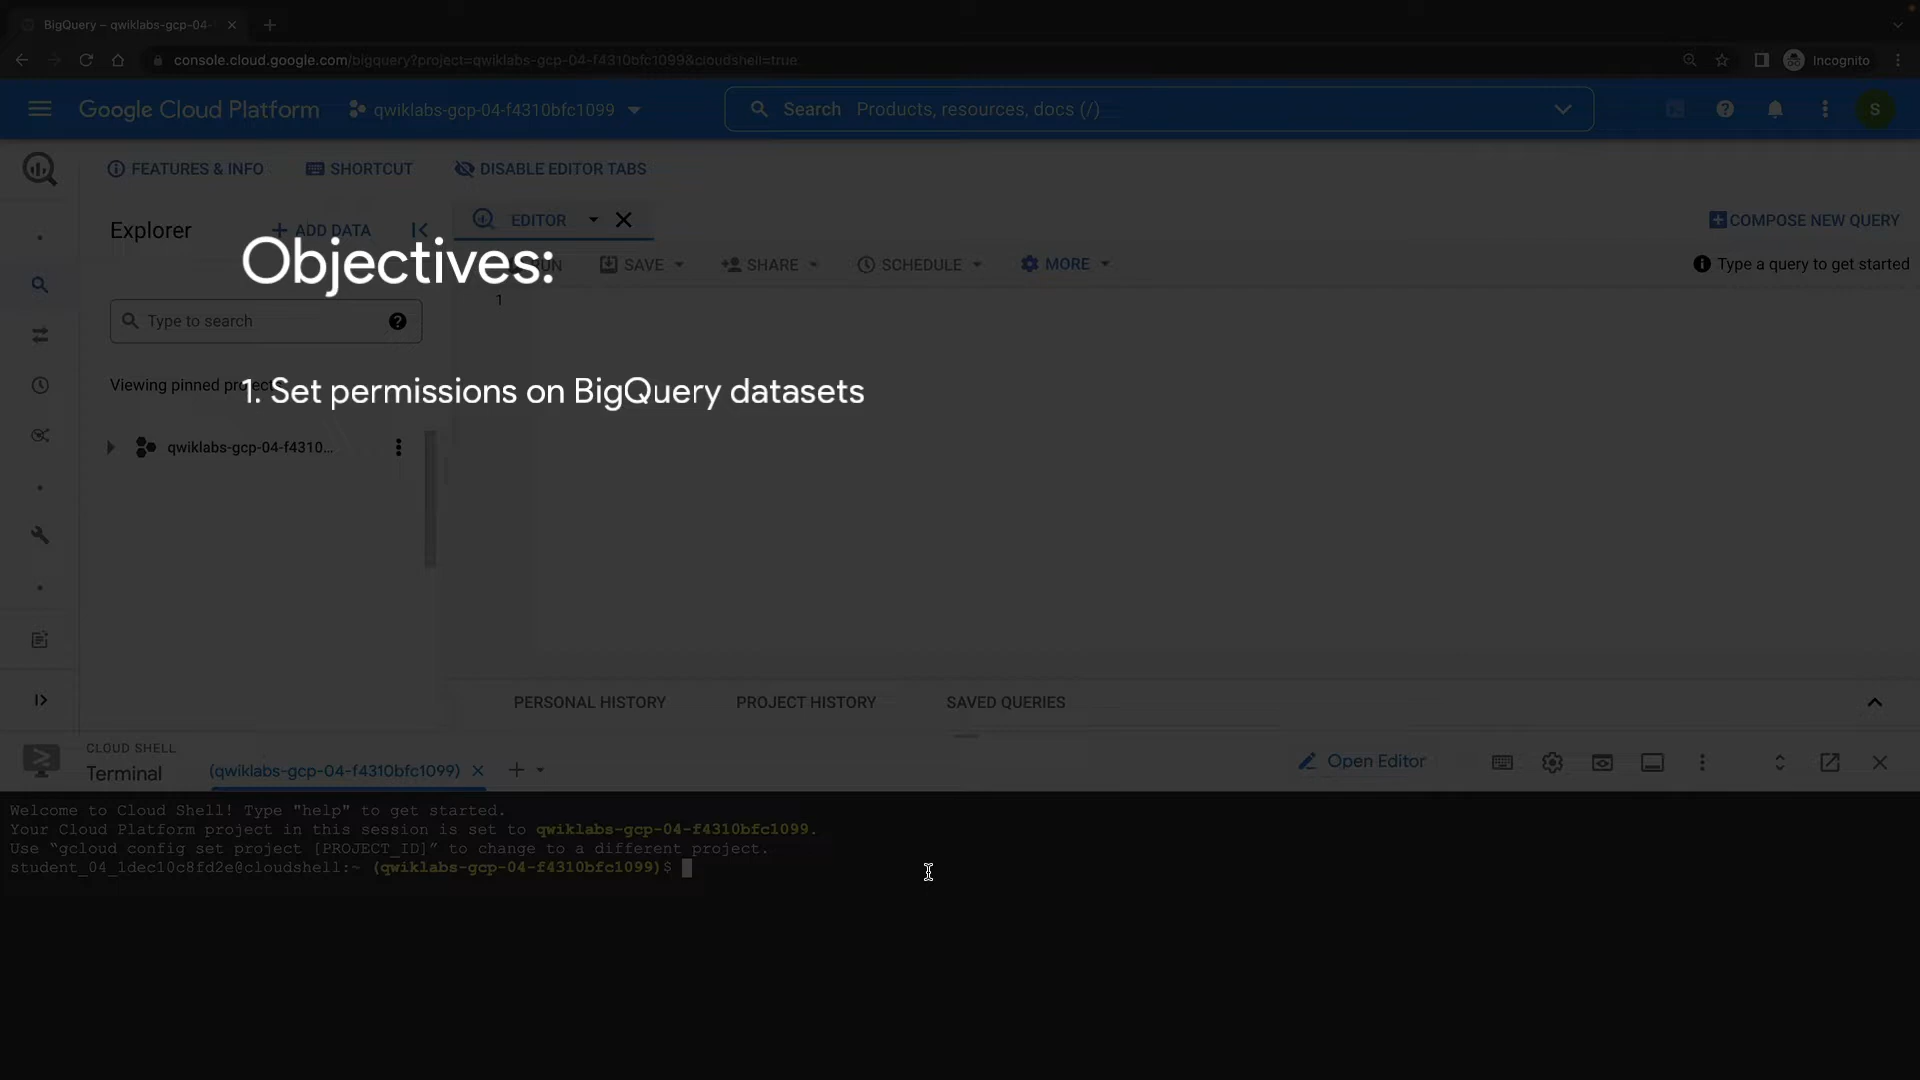 BigQuery – qwiklabs-gcp-04-
console.cloud.google.com/bigquery?project=qwiklabs-gcp-04-f4310bfc1099&cloudshell=true
Incognito
Google Cloud Platform
qwiklabs-gcp-04-f4310bfc1099
Search Products, resources, docs (/)
S
FEATURES & INFO
SHORTCUT
DISABLE EDITOR TABS
Explorer
ADD DATA
EDITOR
COMPOSE NEW QUERY
Objectives:
RUN
SAVE
SHARE
SCHEDULE
MORE
Type a query to get started
1
Type to search
Viewing pinned
1. Set permissions on BigQuery datasets
qwiklabs-gcp-04-f4310...
PERSONAL HISTORY
PROJECT HISTORY
SAVED QUERIES
CLOUD SHELL
Terminal
(qwiklabs-gcp-04-f4310bfc1099)
Open Editor
Welcome to Cloud Shell! Type "help" to get started.
Your Cloud Platform project in this session is set to qwiklabs-gcp-04-f4310bfc1099.
Use “gcloud config set project [PROJECT_ID]” to change to a different project.
student_04_1dec10c8fd2e@cloudshell:~ (qwiklabs-gcp-04-f4310bfc1099)$